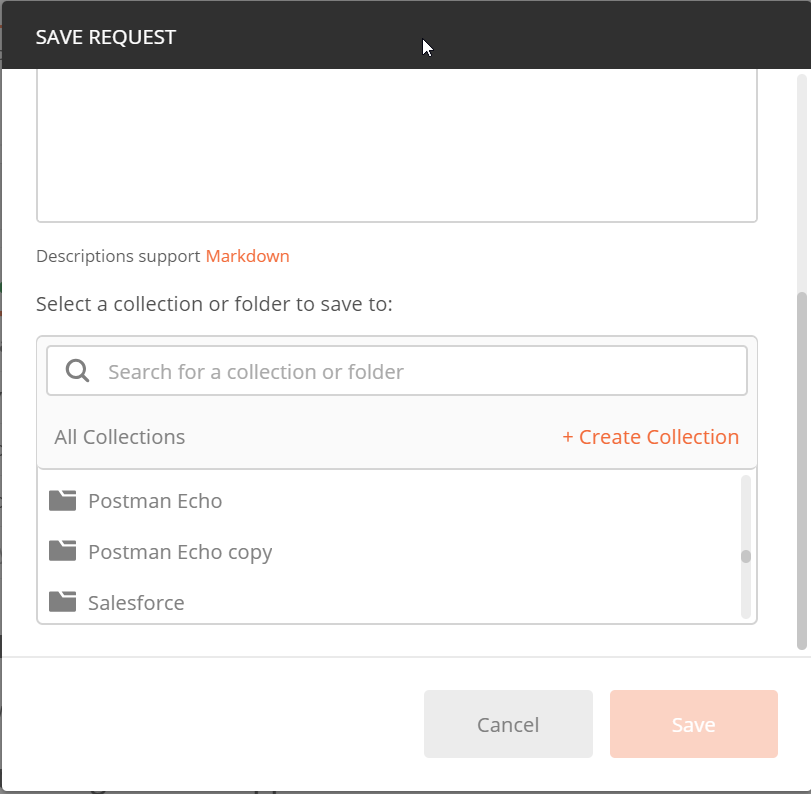 SAVE REQUEST
Descriptions support Markdown
Select a collection or folder to save to:
Search for a collection or folder
All Collections + Create Collection
Postman Echo
Postman Echo copy
Salesforce
Cancel Save